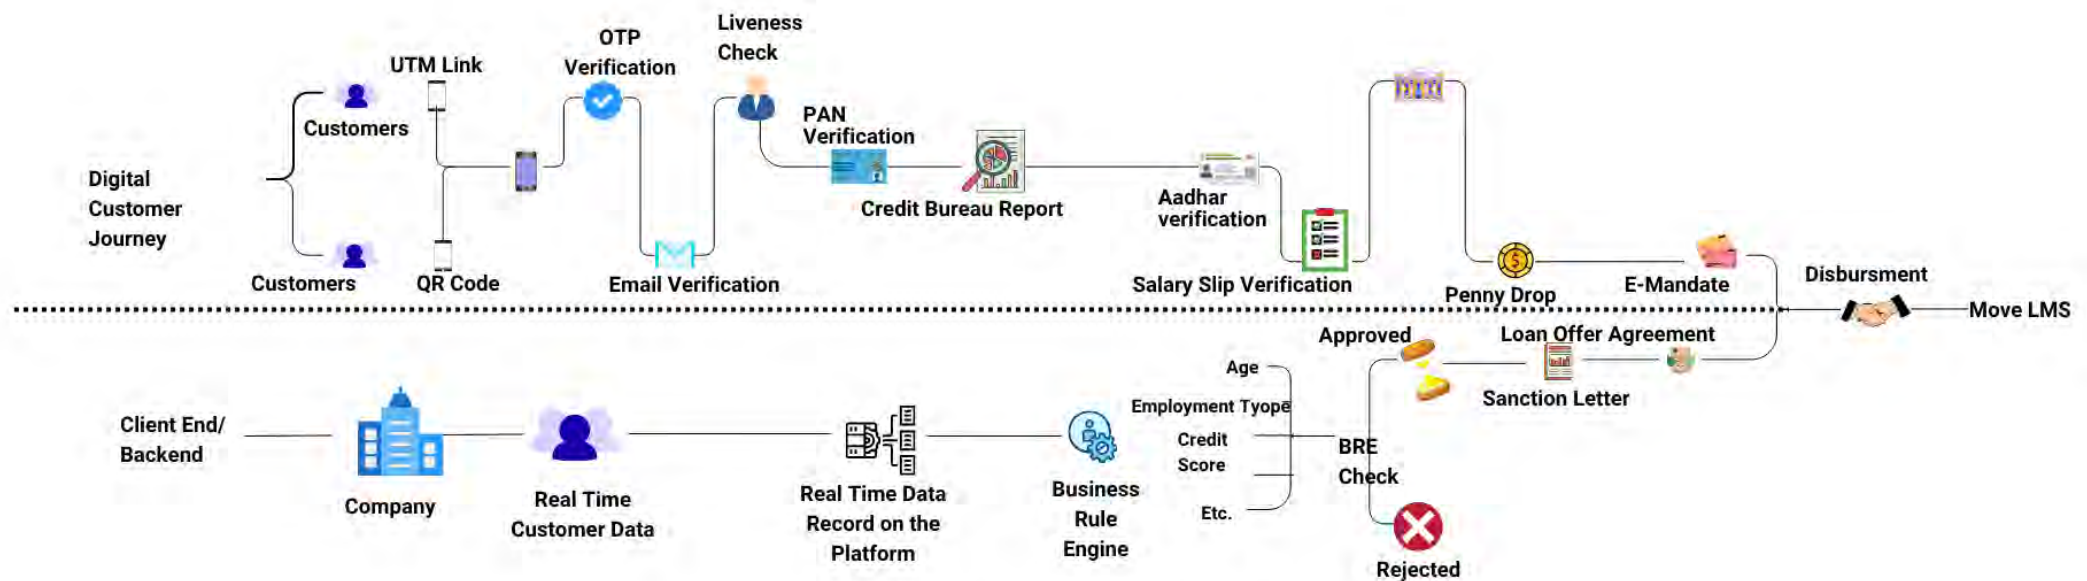 Digital
Customer
Journey
Customers
Customers
UTM Link
QR Code
OTP
Verification
Email Verification
Liveness
Check
PAN
Verification
Credit Bureau Report
Aadhar
verification
Salary Slip Verification
Penny Drop
E-Mandate
Disbursment
Move LMS
Client End/
Backend
Company
Real Time
Customer Data
Real Time Data
Record on the
Platform
Business
Rule
Engine
Age
Employment Tyope
Credit
Score
Etc.
BRE
Check
Approved
Rejected
Loan Offer Agreement
Sanction Letter